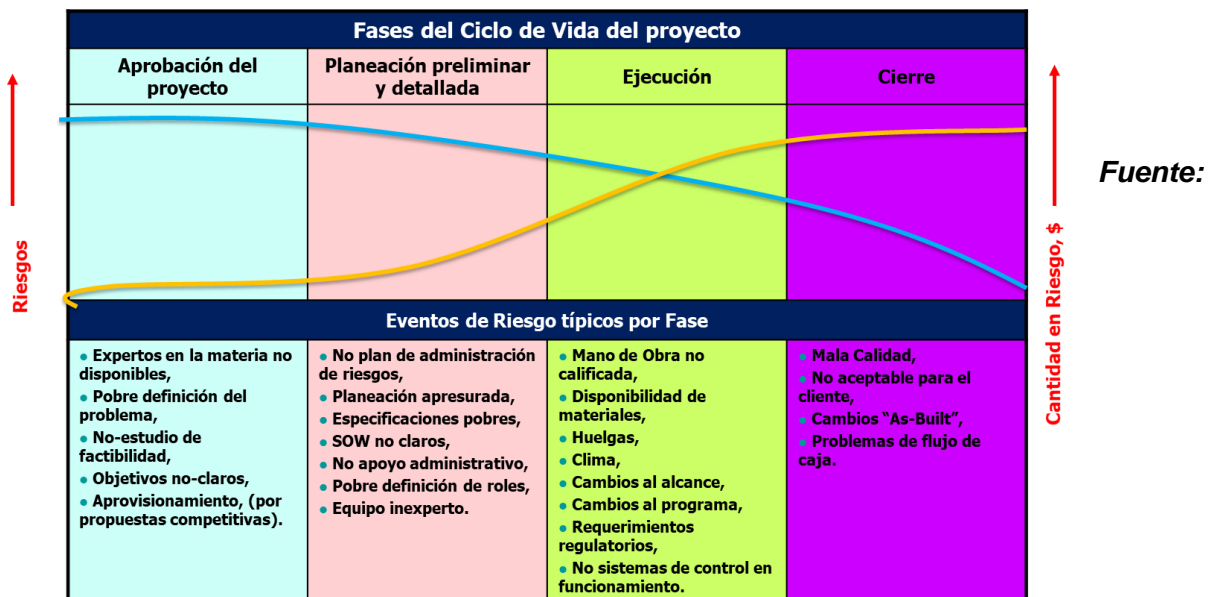 Fases del Ciclo de Vida del proyecto
Aprobación del
proyecto
Planeación preliminar
y detallada
Ejecución
Cierre
Riesgos
Cantidad en Riesgo, $
Fuente:
Eventos de Riesgo típicos por Fase
• Expertos en la materia no
disponibles,
• Pobre definición del
problema,
• No-estudio de
factibilidad,
• Objetivos no-claros,
• Aprovisionamiento, (por
propuestas competitivas).
• No plan de administración
de riesgos,
• Planeación apresurada,
• Especificaciones pobres,
• SOW no claros,
• No apoyo administrativo,
• Pobre definición de roles,
• Equipo inexperto.
• Mano de Obra no
calificada,
• Disponibilidad de
materiales,
• Huelgas,
• Clima,
• Cambios al alcance,
• Cambios al programa,
• Requerimientos
regulatorios,
• No sistemas de control en
funcionamiento.
• Mala Calidad,
• No aceptable para el
cliente,
• Cambios “As-Built”,
• Problemas de flujo de
caja.